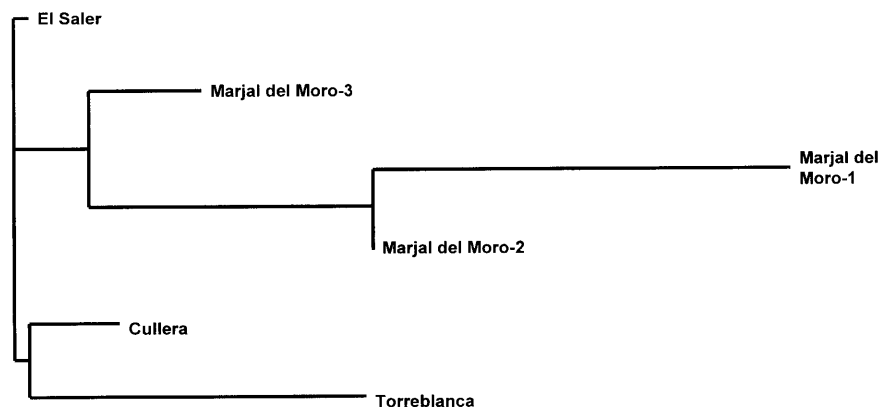 El Saler
Marjal del Moro-3
Marjal del
Moro-1
Marjal del Moro-2
Cullera
Torreblanca